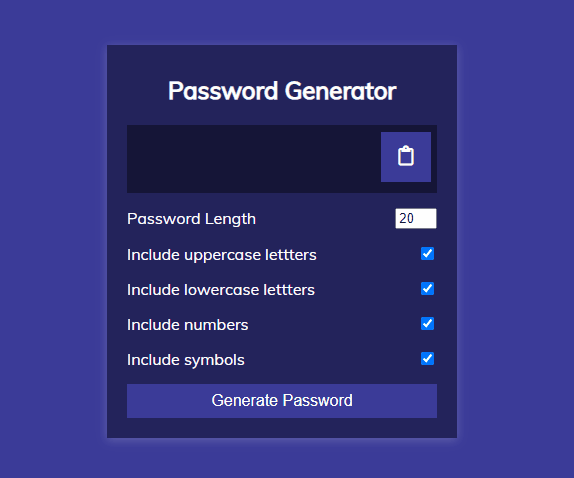 Password Generator
Password Length 20
Include uppercase lettters
Include lowercase lettters
Include numbers
Include symbols
Generate Password